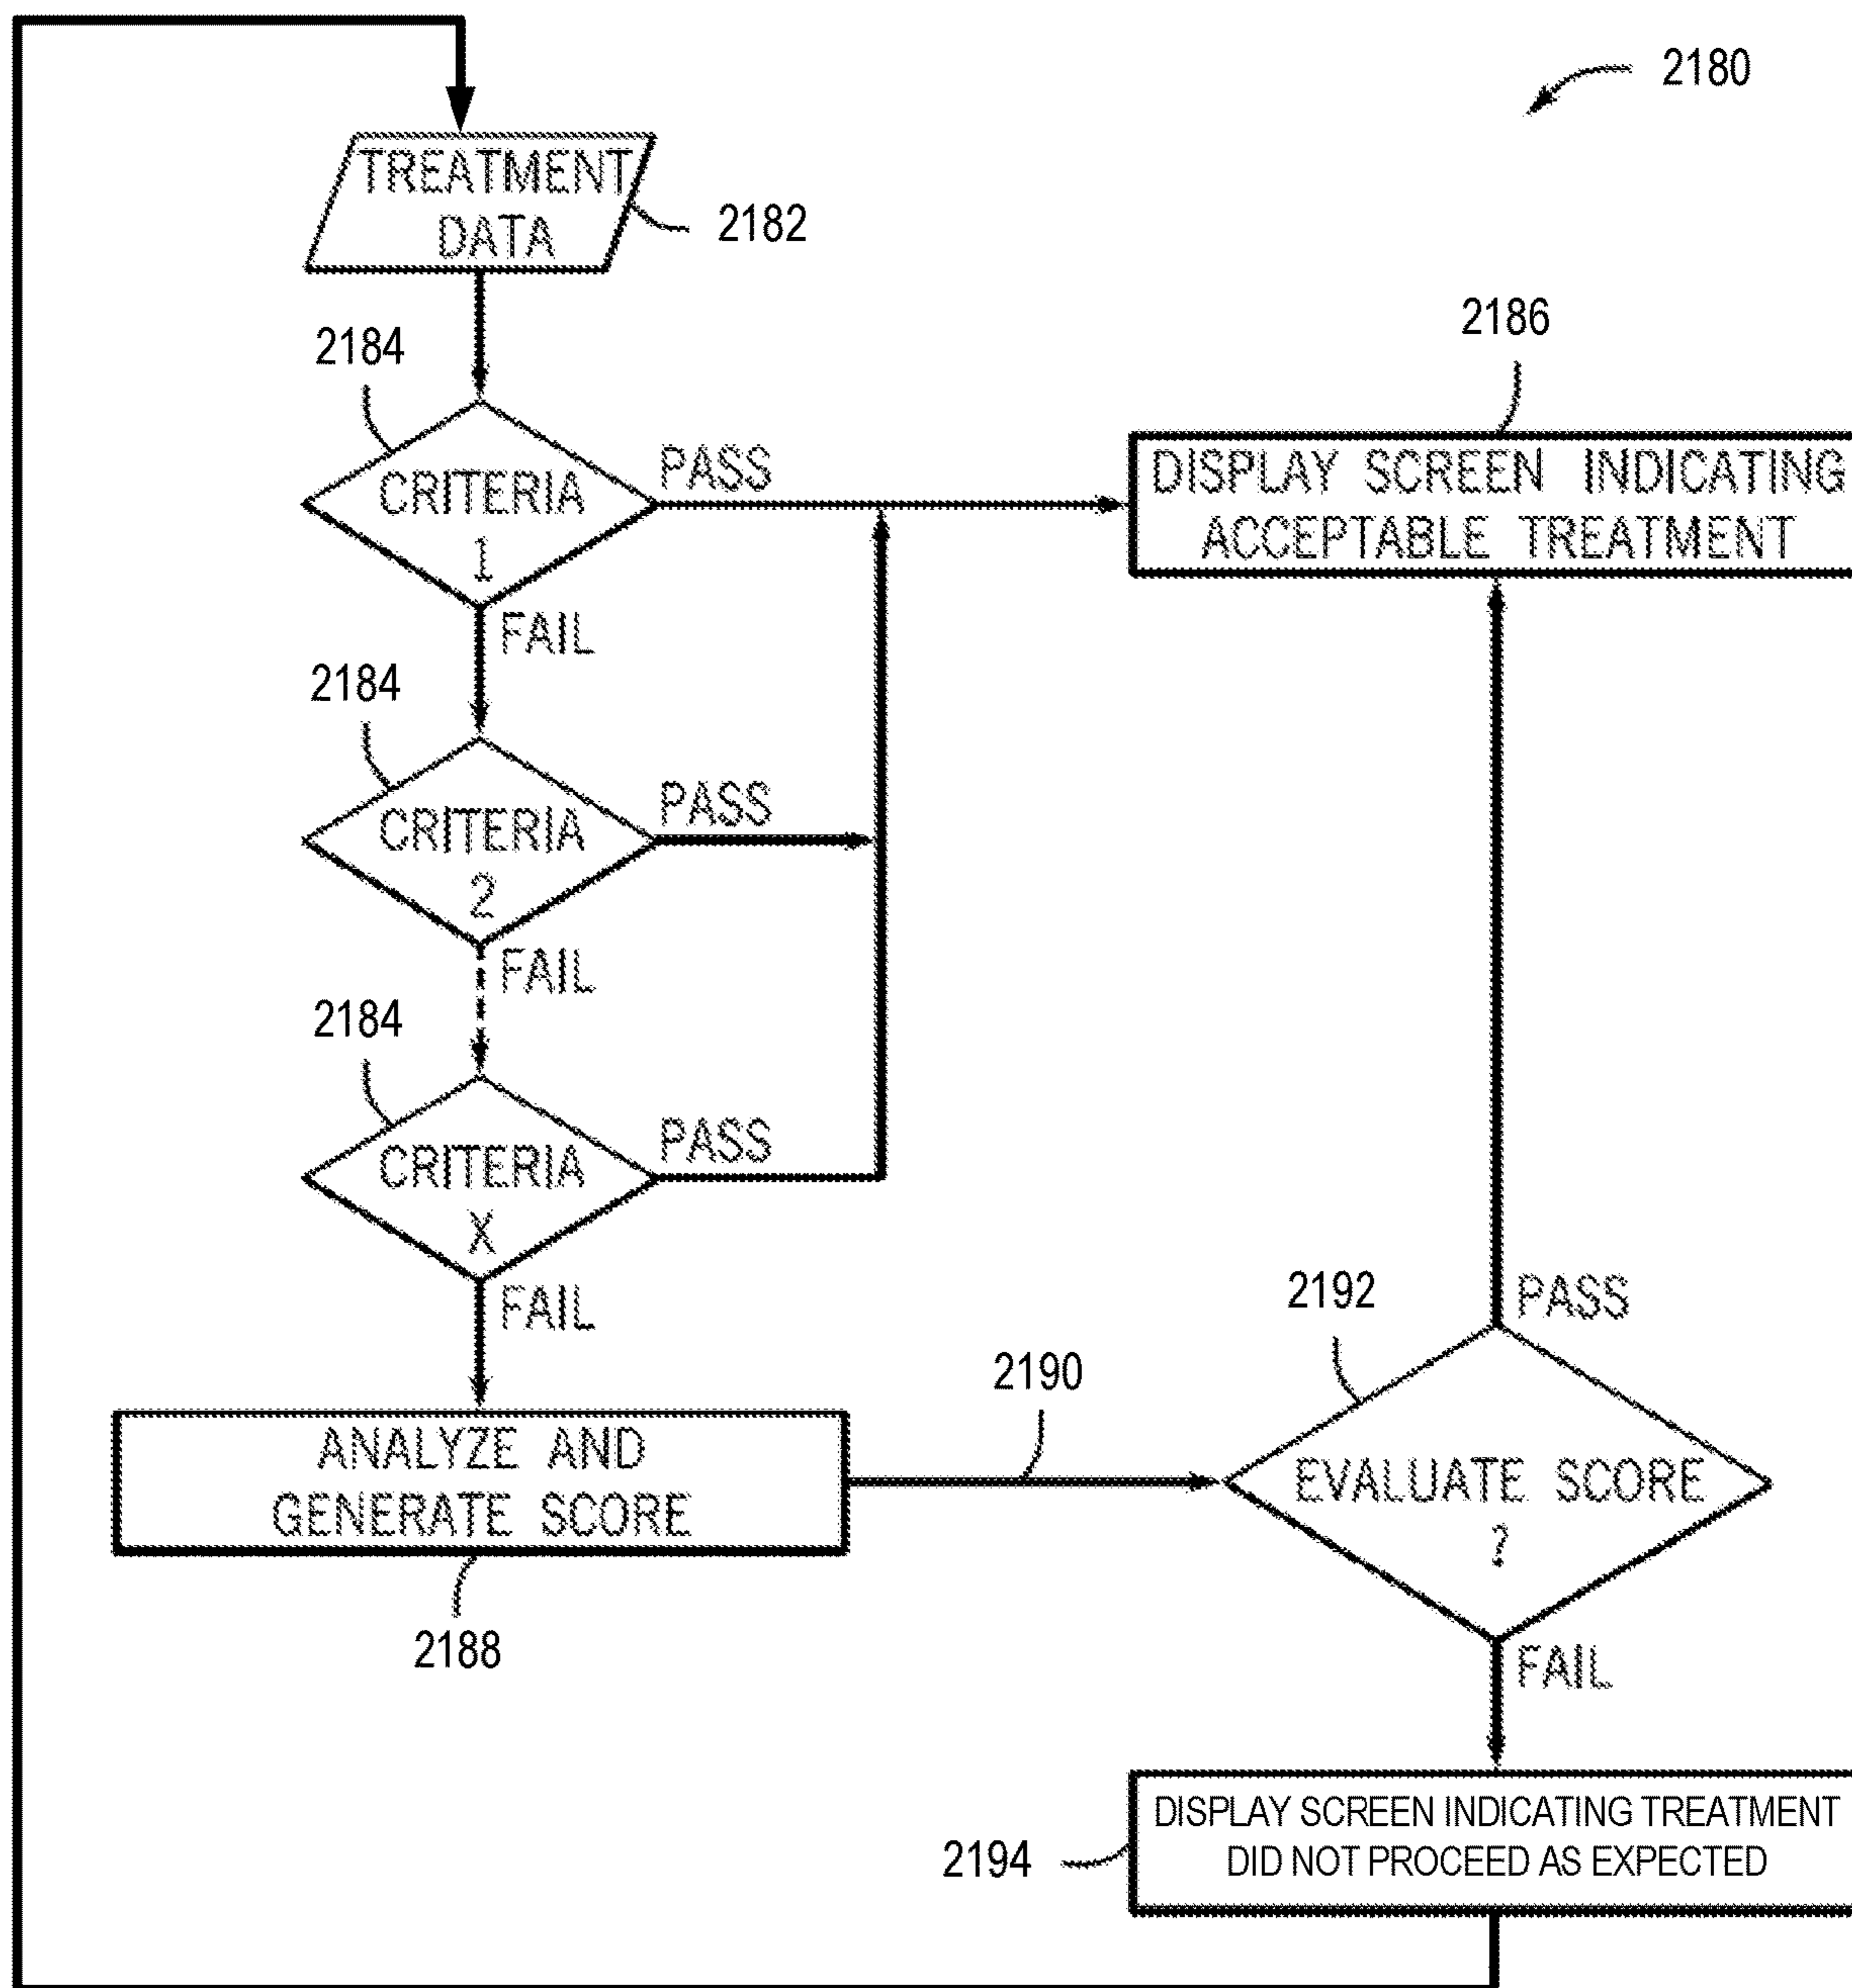 2180
TREATMENT
DATA
2182
2184
CRITERIA
1
PASS
FAIL
2186
DISPLAY SCREEN INDICATING
ACCEPTABLE TREATMENT
2184
CRITERIA
2
PASS
FAIL
2184
CRITERIA
X
PASS
FAIL
ANALYZE AND
GENERATE SCORE
2188
2190
2192
PASS
EVALUATE SCORE
?
FAIL
2194
DISPLAY SCREEN INDICATING TREATMENT
DID NOT PROCEED AS EXPECTED